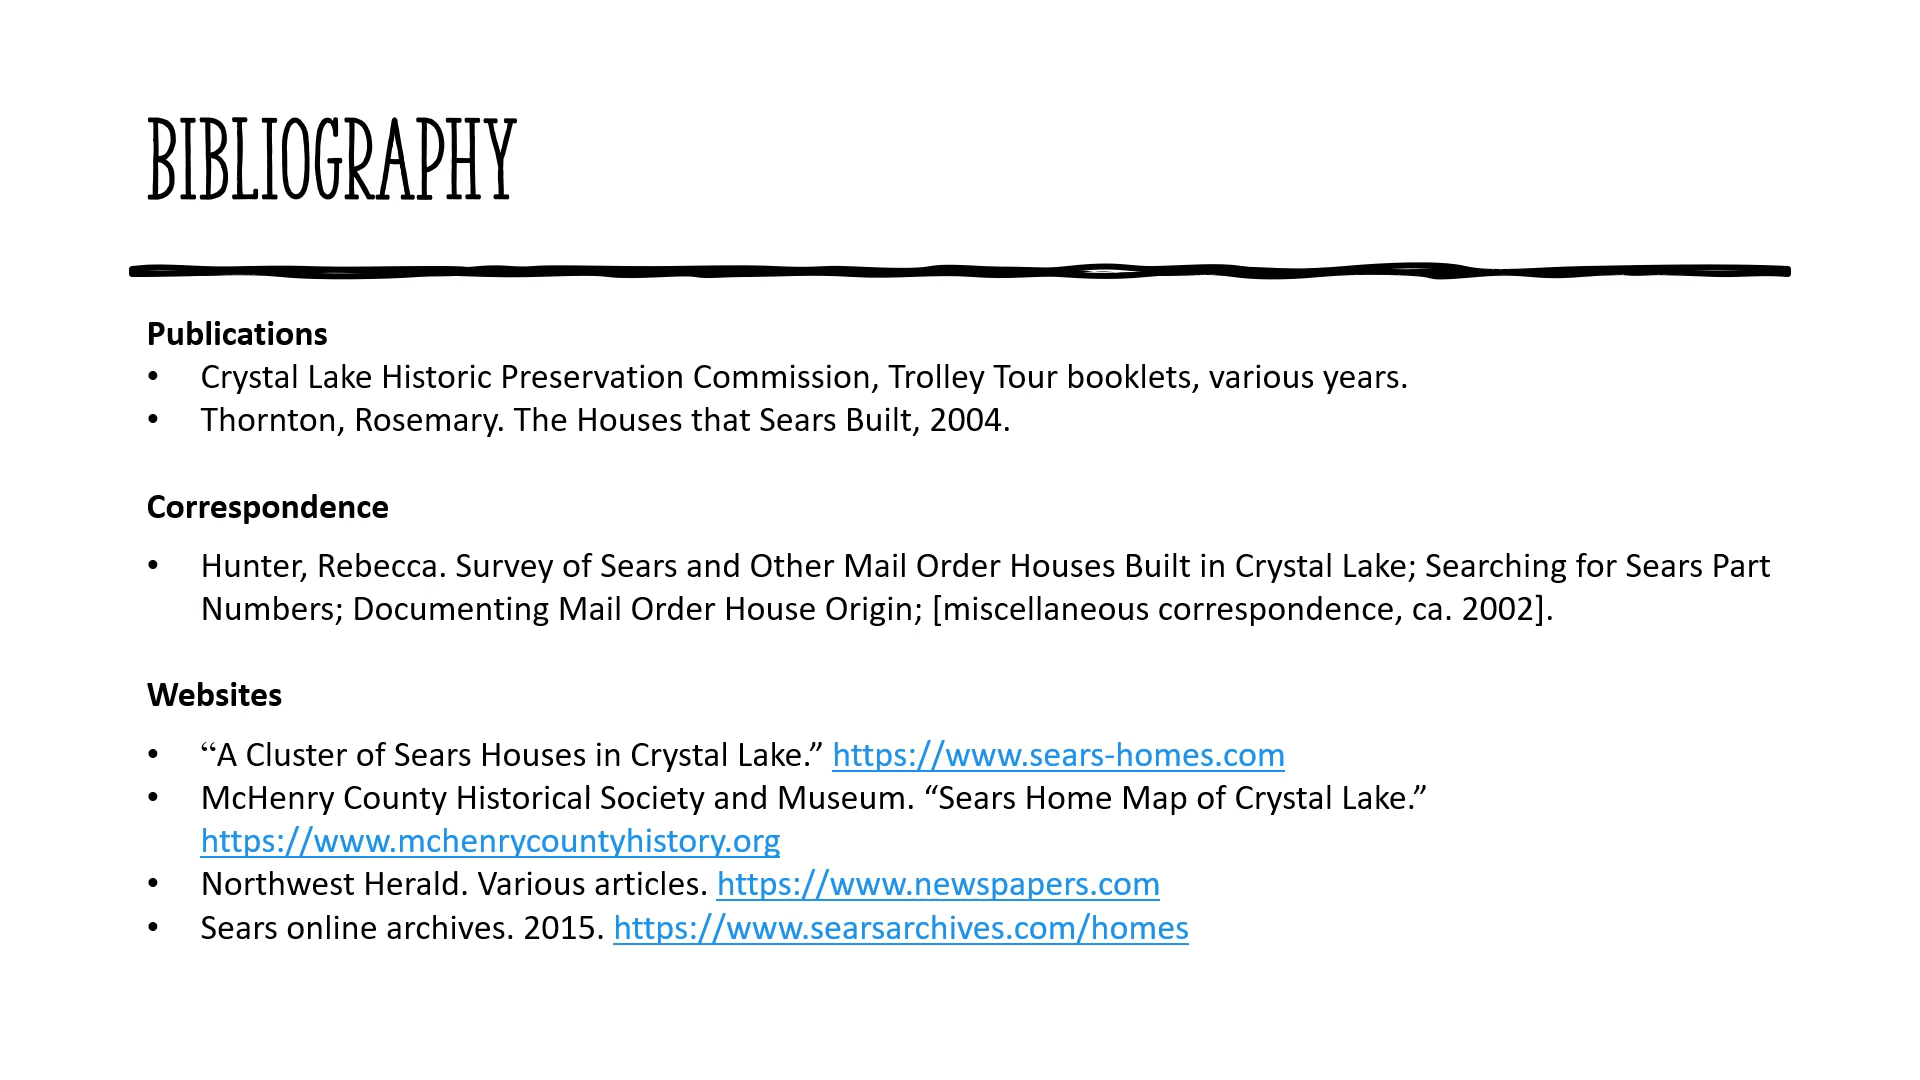 BIBLIOGRAPHY
Publications
• Crystal Lake Historic Preservation Commission, Trolley Tour booklets, various years.
• Thornton, Rosemary. The Houses that Sears Built, 2004.
Correspondence
• Hunter, Rebecca. Survey of Sears and Other Mail Order Houses Built in Crystal Lake; Searching for Sears Part
Numbers; Documenting Mail Order House Origin; [miscellaneous correspondence, ca. 2002].
Websites
• “A Cluster of Sears Houses in Crystal Lake.” https://www.sears-homes.com
• McHenry County Historical Society and Museum. “Sears Home Map of Crystal Lake.”
https://www.mchenrycountyhistory.org
• Northwest Herald. Various articles. https://www.newspapers.com
• Sears online archives. 2015. https://www.searsarchives.com/homes